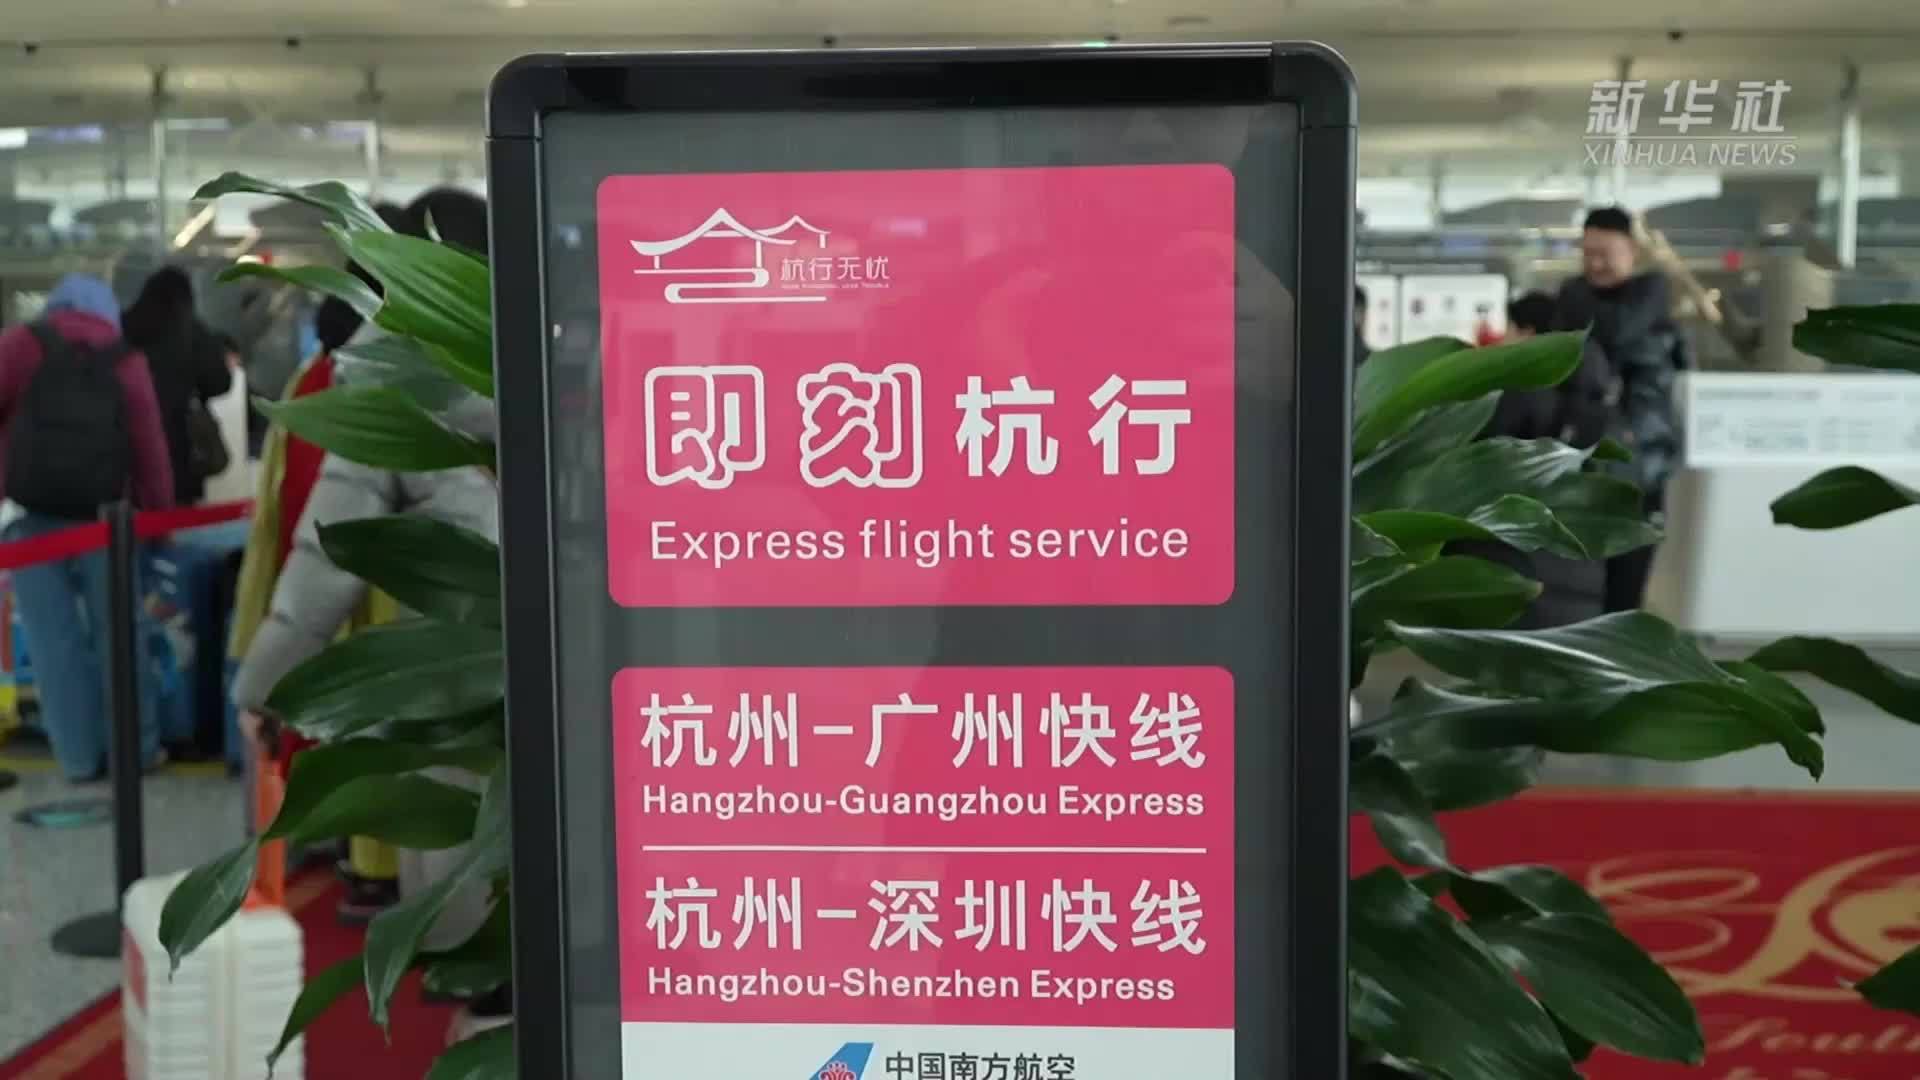 新华社
XINHUA NEWS
杭行无忧
即刻杭行
Express flight service
杭州-广州快线
Hangzhou-Guangzhou Express
杭州-深圳快线
Hangzhou-Shenzhen Express
中国南方航空